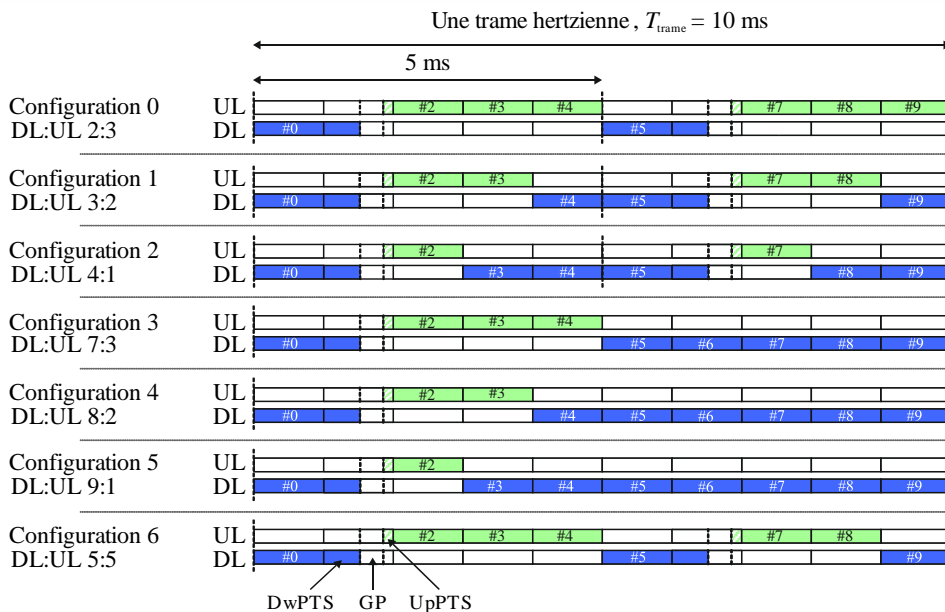 Une trame hertzienne , T_trame = 10 ms
5 ms
Configuration 0 UL #2 #3 #4 #7 #8 #9
DL:UL 2:3 DL #0 #5
Configuration 1 UL #2 #3 #7 #8
DL:UL 3:2 DL #0 #4 #5 #9
Configuration 2 UL #2 #7
DL:UL 4:1 DL #0 #3 #4 #5 #8 #9
Configuration 3 UL #2 #3 #4
DL:UL 7:3 DL #0 #5 #6 #7 #8 #9
Configuration 4 UL #2 #3
DL:UL 8:2 DL #0 #4 #5 #6 #7 #8 #9
Configuration 5 UL #2
DL:UL 9:1 DL #0 #3 #4 #5 #6 #7 #8 #9
Configuration 6 UL #2 #3 #4 #7 #8
DL:UL 5:5 DL #0 #5 #9
DwPTS GP UpPTS